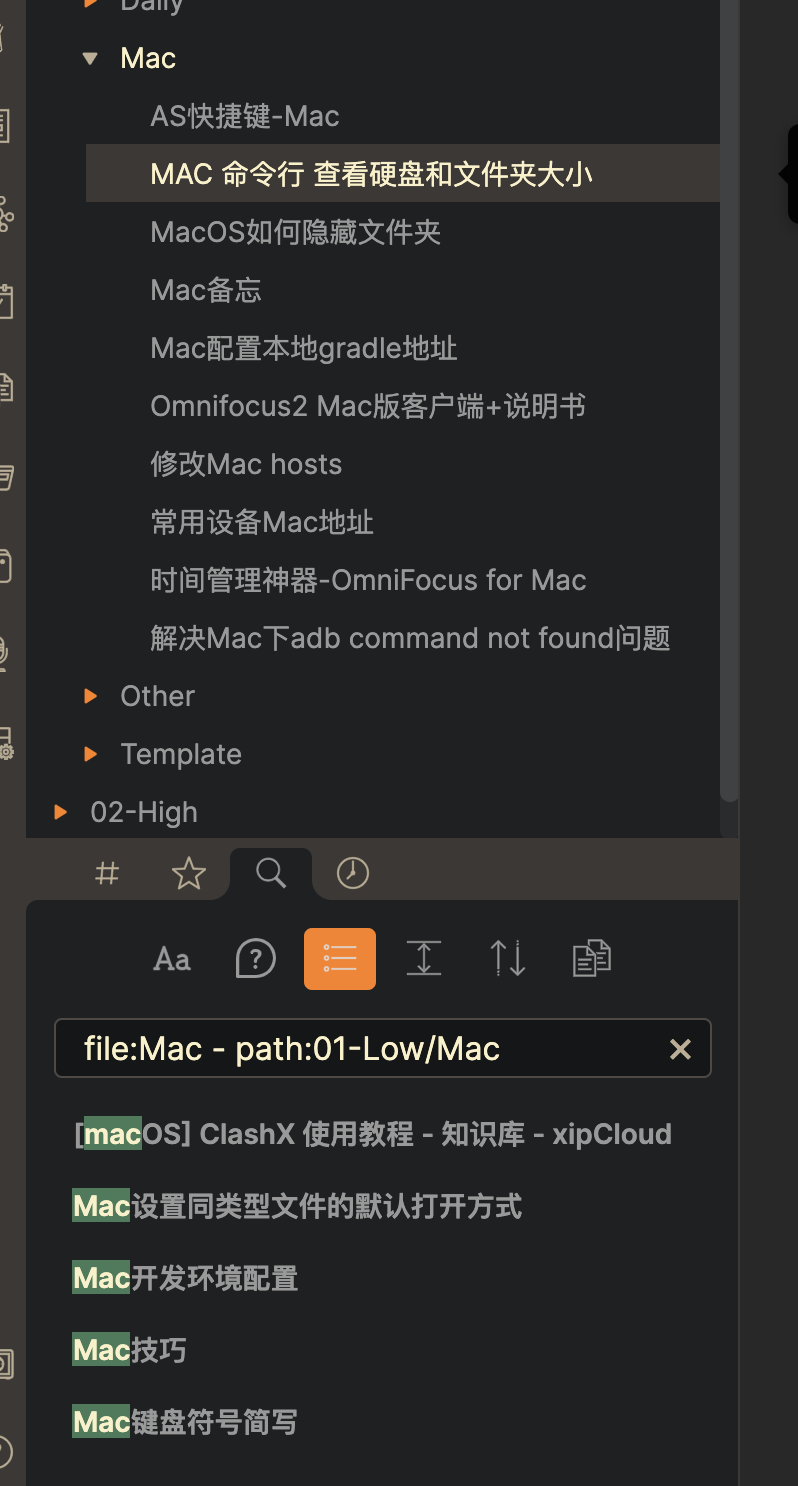 Daily
Mac
AS快捷键-Mac
MAC 命令行 查看硬盘和文件夹大小
MacOS如何隐藏文件夹
Mac备忘
Mac配置本地gradle地址
Omnifocus2 Mac版客户端+说明书
修改Mac hosts
常用设备Mac地址
时间管理神器-OmniFocus for Mac
解决Mac下adb command not found问题
Other
Template
02-High
Aa
file:Mac - path:01-Low/Mac
[macOS] ClashX 使用教程 - 知识库 - xipCloud
Mac设置同类型文件的默认打开方式
Mac开发环境配置
Mac技巧
Mac键盘符号简写